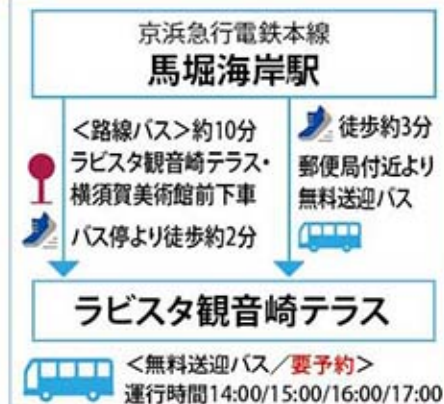 京浜急行電鉄本線
馬堀海岸駅
＜路線バス＞約10分
ラビスタ観音崎テラス・
横須賀美術館前下車
バス停より徒歩約2分
徒歩約3分
郵便局付近より
無料送迎バス
ラビスタ観音崎テラス
＜無料送迎バス／要予約＞
運行時間14:00/15:00/16:00/17:00